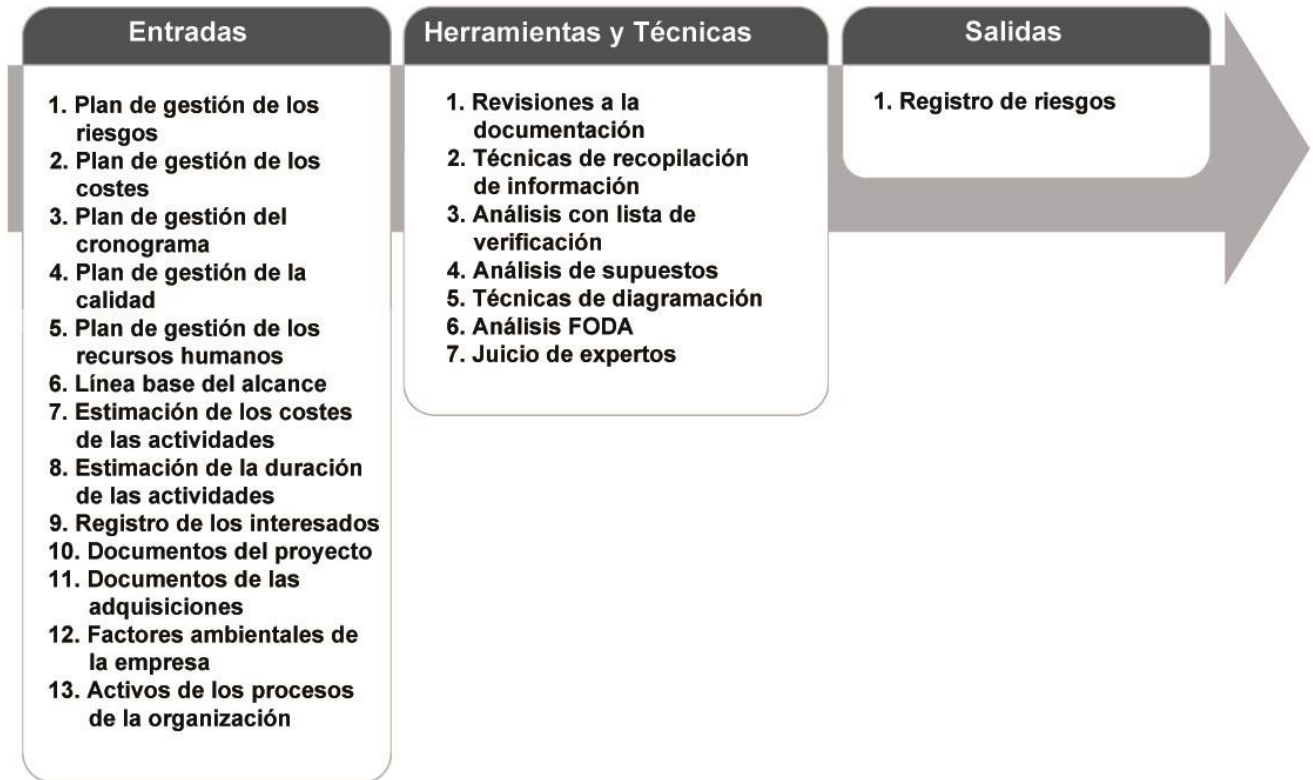 Entradas
1. Plan de gestión de los
riesgos
2. Plan de gestión de los
costes
3. Plan de gestión del
cronograma
4. Plan de gestión de la
calidad
5. Plan de gestión de los
recursos humanos
6. Línea base del alcance
7. Estimación de los costes
de las actividades
8. Estimación de la duración
de las actividades
9. Registro de los interesados
10. Documentos del proyecto
11. Documentos de las
adquisiciones
12. Factores ambientales de
la empresa
13. Activos de los procesos
de la organización
Herramientas y Técnicas
1. Revisiones a la
documentación
2. Técnicas de recopilación
de información
3. Análisis con lista de
verificación
4. Análisis de supuestos
5. Técnicas de diagramación
6. Análisis FODA
7. Juicio de expertos
Salidas
1. Registro de riesgos